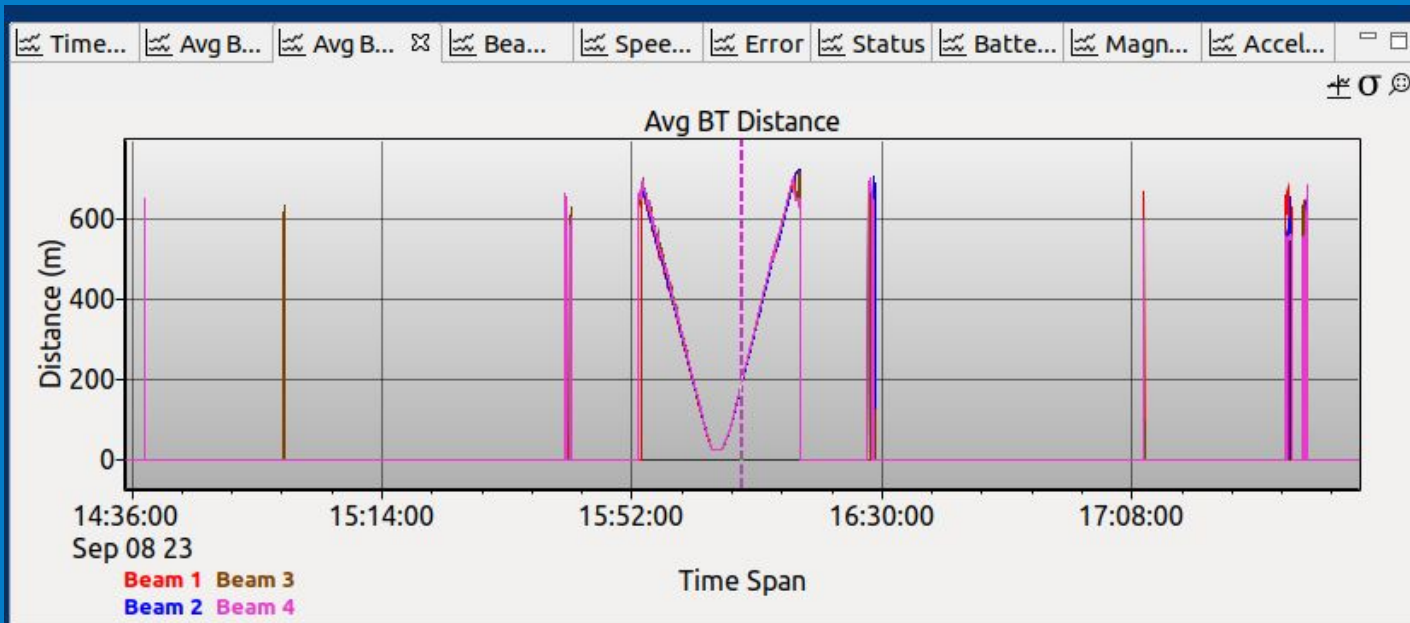 Time... Avg B... Avg B... Bea... Spee... Error Status Batte... Magn... Accel...
σ
Avg BT Distance
Distance (m)
600
400
200
0
14:36:00 15:14:00 15:52:00 16:30:00 17:08:00
Sep 08 23
Time Span
Beam 1 Beam 3
Beam 2 Beam 4